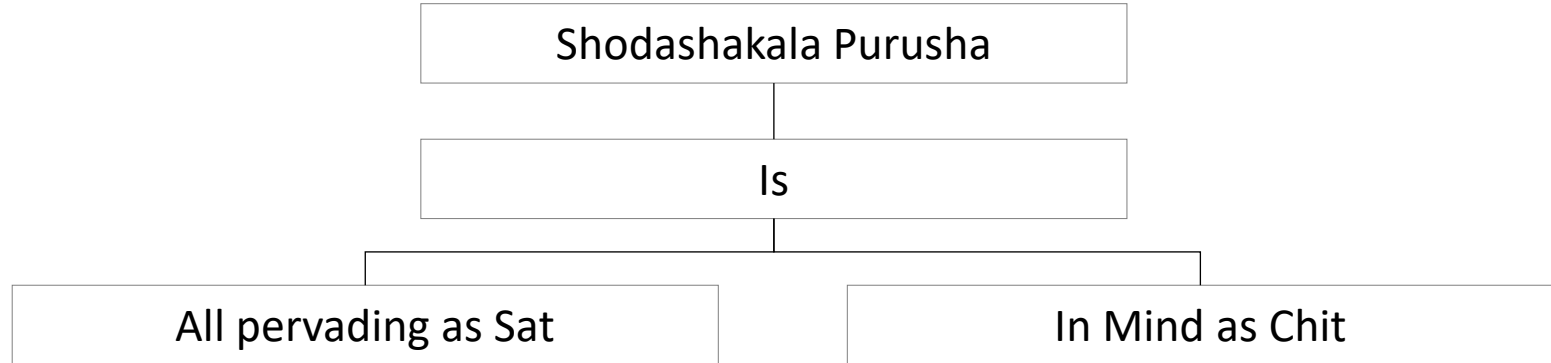 Shodashakala Purusha
Is
All pervading as Sat
In Mind as Chit